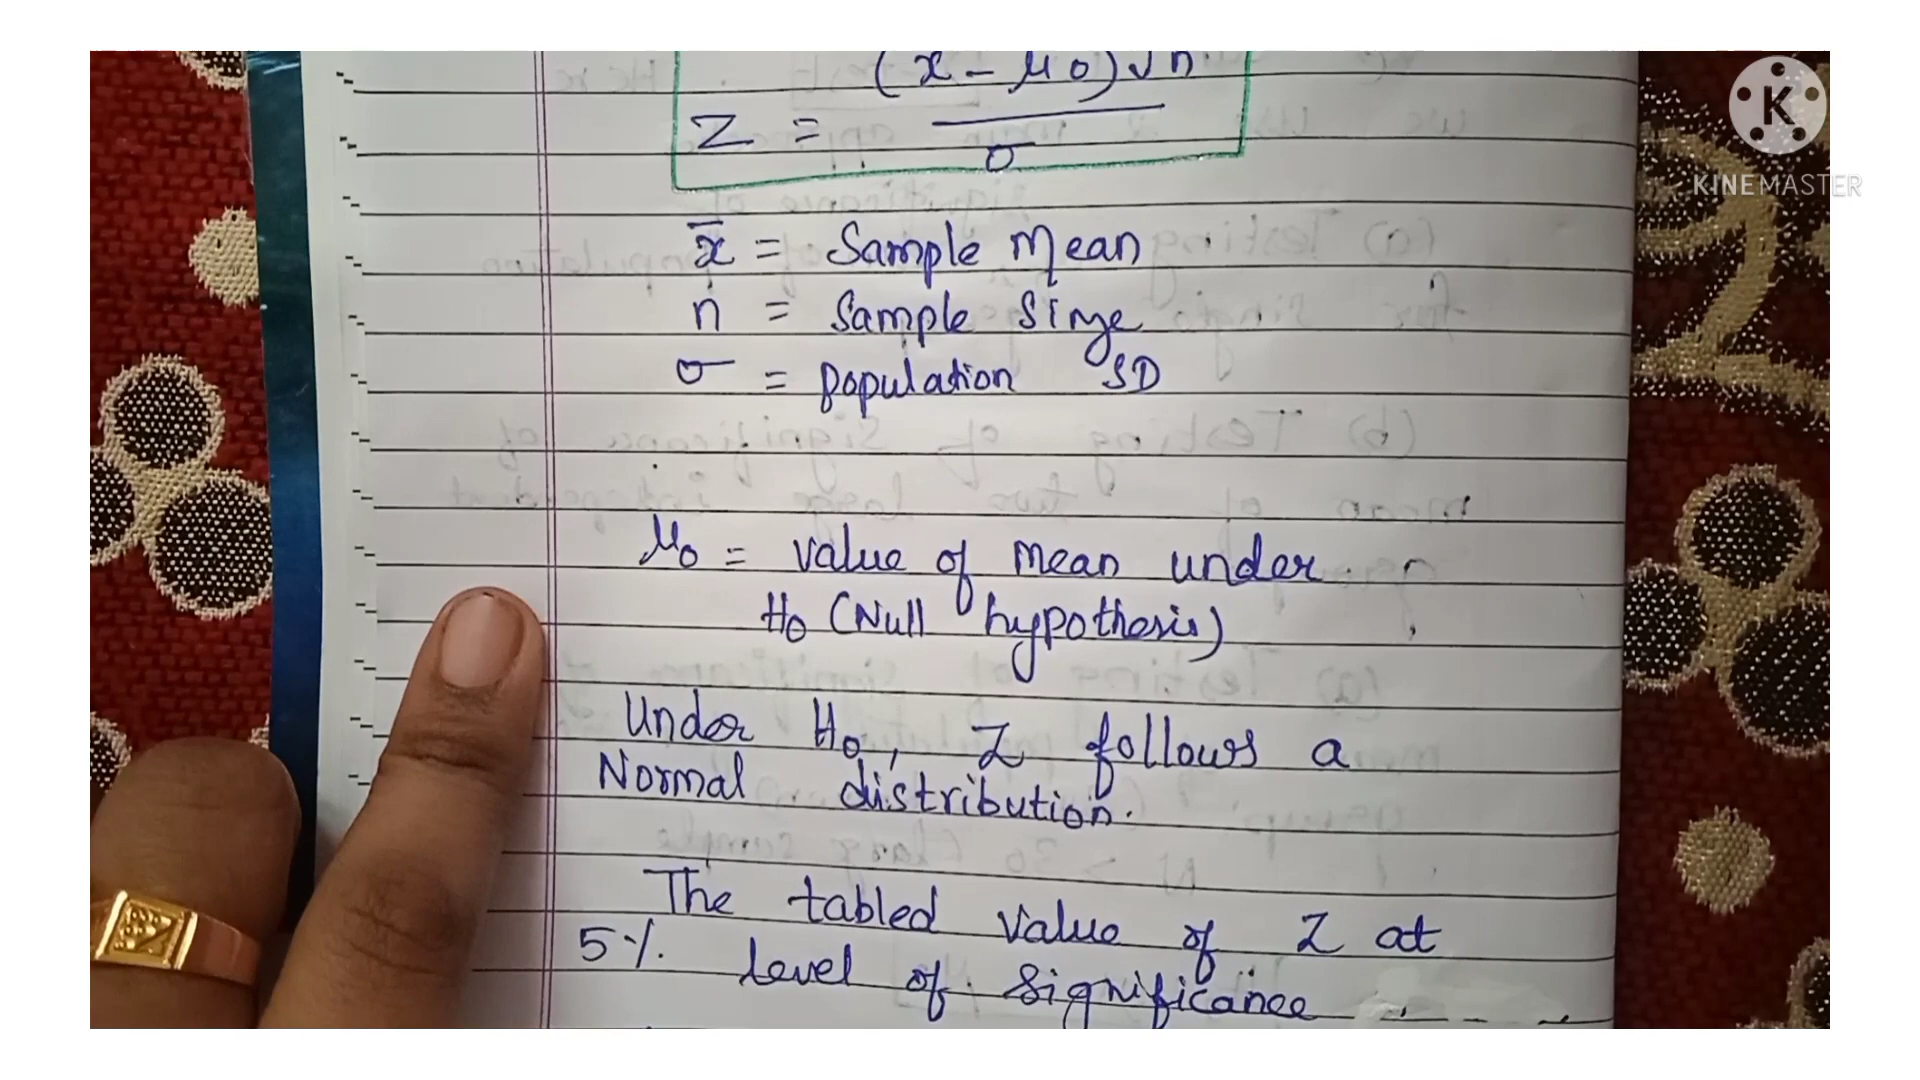 (x - μ0)√n
Z = ―――
σ
x̄ = Sample Mean
n = Sample Size
σ = population SD
μ0 = value of mean under
H0 (Null hypothesis)
Under H0, Z follows a
Normal distribution.
The tabled value of Z at
5%. level of significance
KINEMASTER